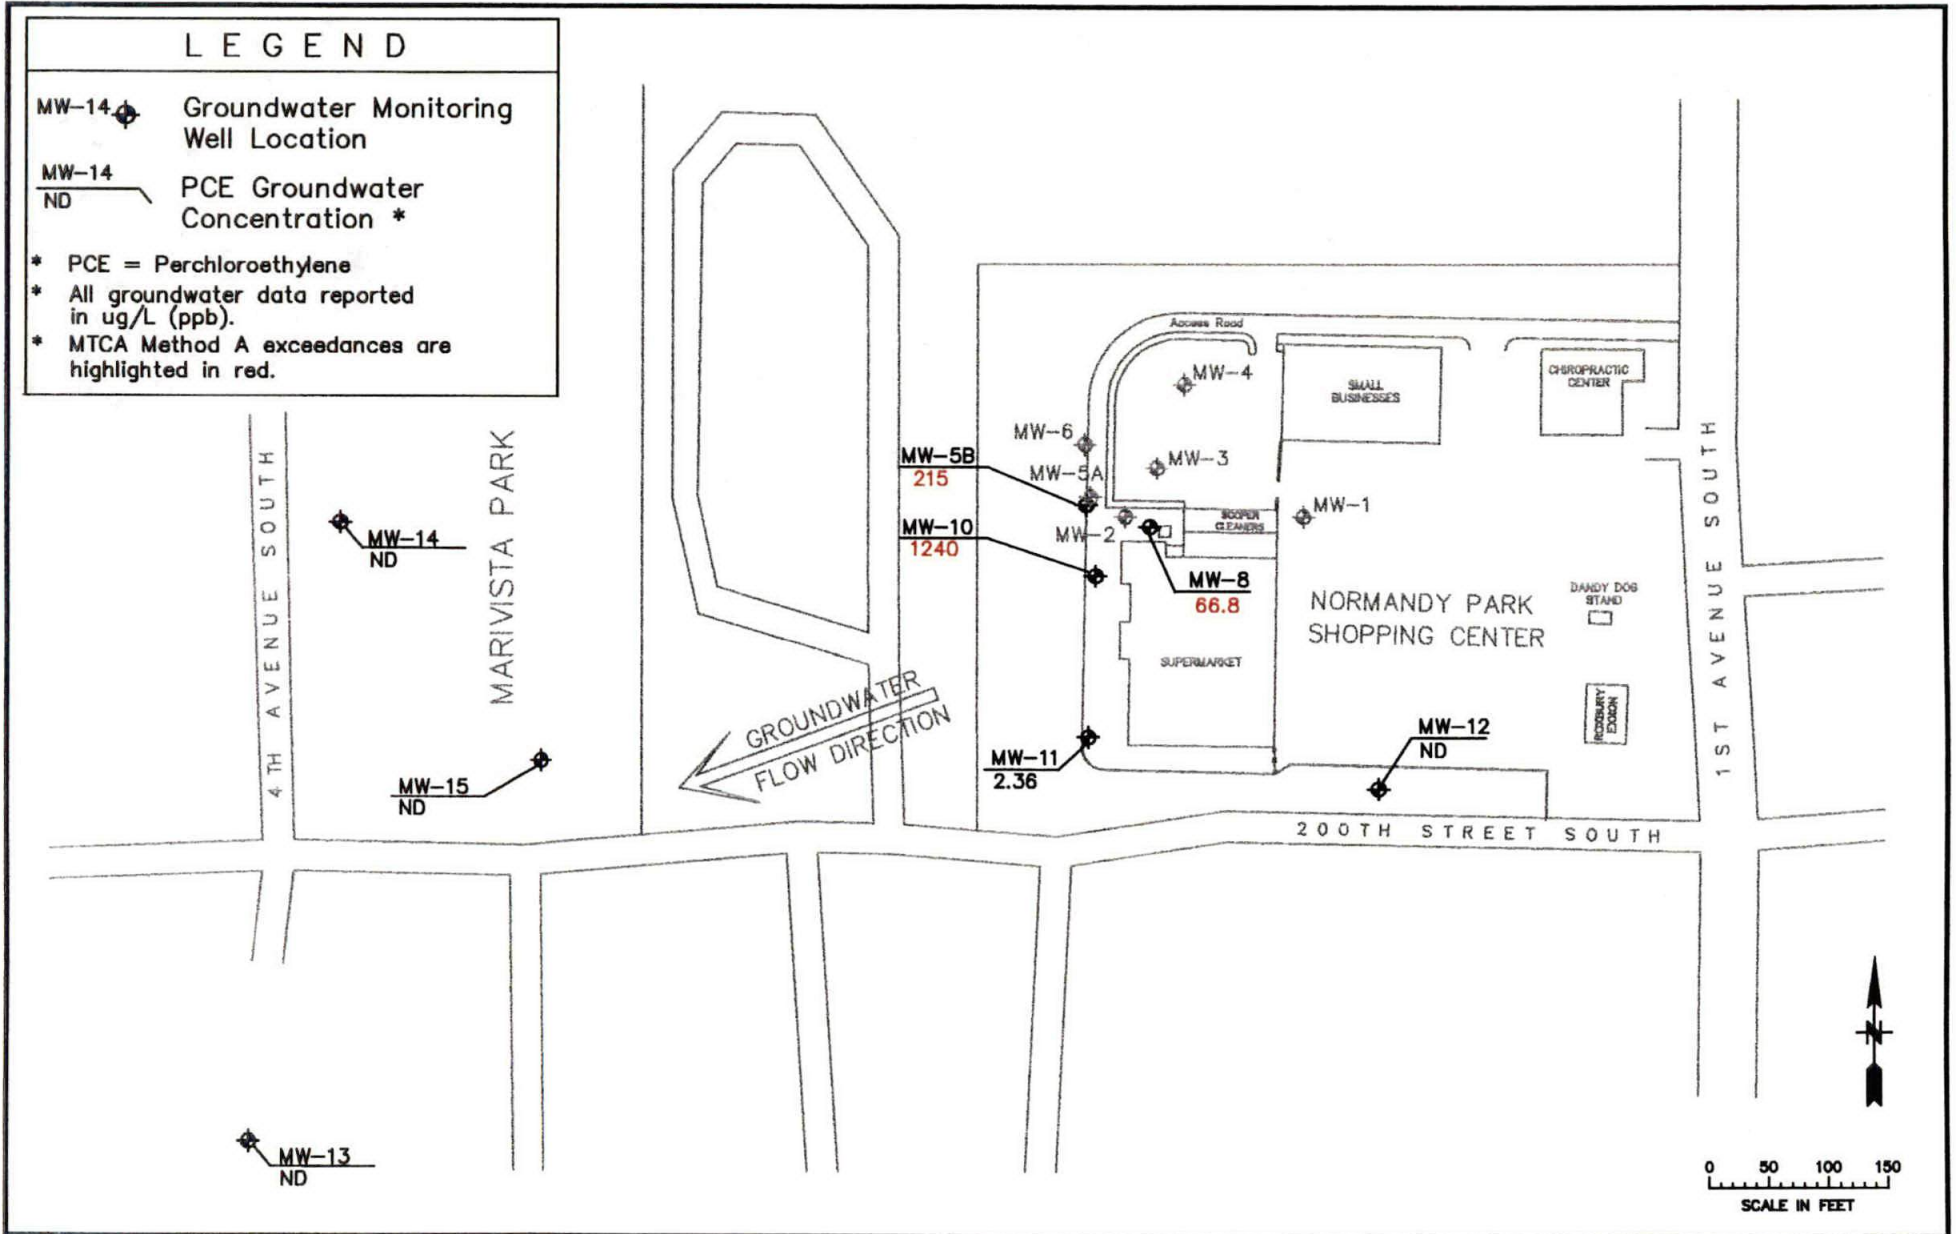 LEGEND
MW-14
Groundwater Monitoring
Well Location
MW-14
ND
PCE Groundwater
Concentration *
* PCE = Perchloroethylene
* All groundwater data reported
in ug/L (ppb).
* MTCA Method A exceedances are
highlighted in red.
Access Road
MW-4
SMALL
BUSINESSES
CHIROPRACTIC
CENTER
MW-6
MW-5B
215
MW-5A
MW-3
MW-1
MW-10
1240
MW-2
CLEANERS
MW-8
66.8
MW-14
ND
MARIVISTA PARK
4 TH AVENUE SOUTH
1ST AVENUE SOUTH
NORMANDY PARK
SHOPPING CENTER
DANDY DOG
STAND
SUPERMARKET
ROXBURY
EXXON
GROUNDWATER
FLOW DIRECTION
MW-11
2.36
MW-12
ND
MW-15
ND
200TH STREET SOUTH
MW-13
ND
N
0 50 100 150
SCALE IN FEET